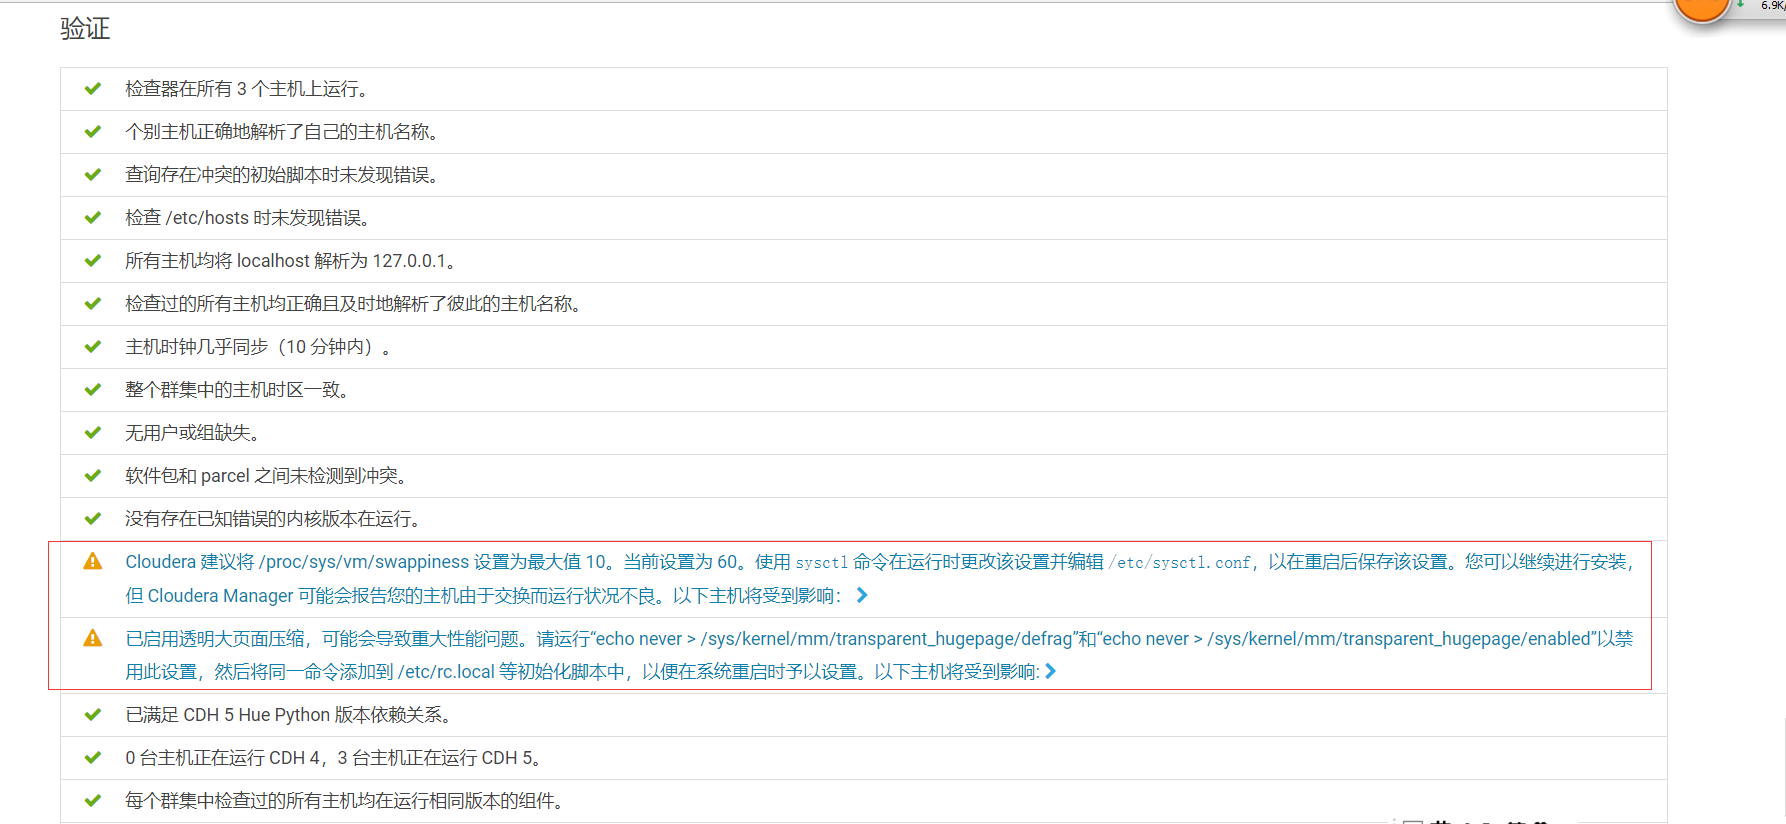 6.9K/
验证
检查器在所有 3 个主机上运行。
个别主机正确地解析了自己的主机名称。
查询存在冲突的初始脚本时未发现错误。
检查 /etc/hosts 时未发现错误。
所有主机均将 localhost 解析为 127.0.0.1。
检查过的所有主机均正确且及时地解析了彼此的主机名称。
主机时钟几乎同步（10 分钟内）。
整个群集中的主机时区一致。
无用户或组缺失。
软件包和 parcel 之间未检测到冲突。
没有存在已知错误的内核版本在运行。
Cloudera 建议将 /proc/sys/vm/swappiness 设置为最大值 10。当前设置为 60。使用 sysctl 命令在运行时更改该设置并编辑 /etc/sysctl.conf，以在重启后保存该设置。您可以继续进行安装，
但 Cloudera Manager 可能会报告您的主机由于交换而运行状况不良。以下主机将受到影响：
已启用透明大页面压缩，可能会导致重大性能问题。请运行“echo never > /sys/kernel/mm/transparent_hugepage/defrag”和“echo never > /sys/kernel/mm/transparent_hugepage/enabled”以禁
用此设置，然后将同一命令添加到 /etc/rc.local 等初始化脚本中，以便在系统重启时予以设置。以下主机将受到影响:
已满足 CDH 5 Hue Python 版本依赖关系。
0 台主机正在运行 CDH 4，3 台主机正在运行 CDH 5。
每个群集中检查过的所有主机均在运行相同版本的组件。